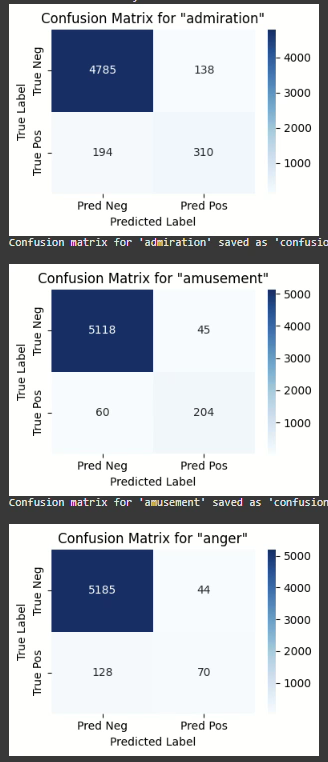 Confusion Matrix for "admiration"
True Label
True Neg
True Pos
4785 138
194 310
4000
3000
2000
1000
Pred Neg Pred Pos
Predicted Label
Confusion matrix for 'admiration' saved as 'confusio
Confusion Matrix for "amusement"
True Label
True Neg
True Pos
5118 45
60 204
5000
4000
3000
2000
1000
Pred Neg Pred Pos
Predicted Label
Confusion matrix for 'amusement' saved as 'confusion
Confusion Matrix for "anger"
True Label
True Neg
True Pos
5185 44
128 70
5000
4000
3000
2000
1000
Pred Neg Pred Pos
Predicted Label